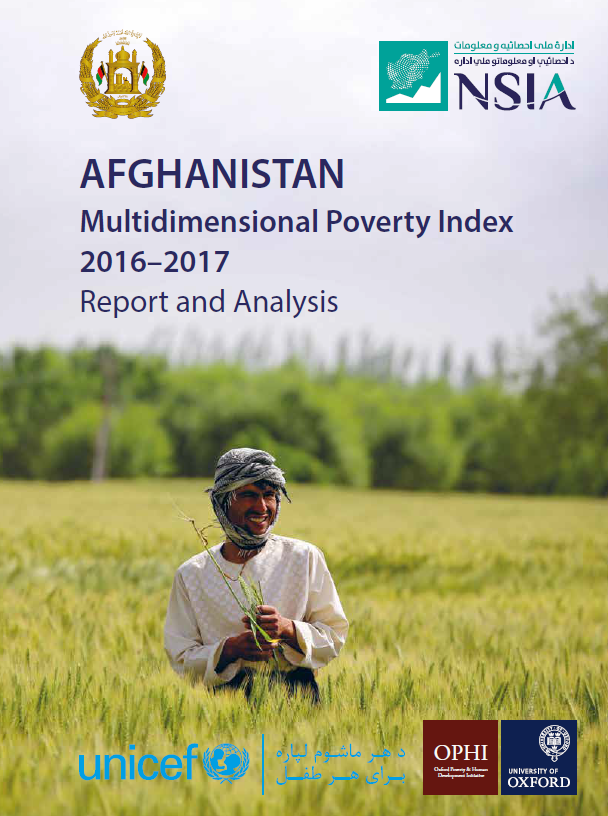 ادارهٔ ملی احصائیه و معلومات
د احصائیې او معلوماتو ملي اداره
NSIA
AFGHANISTAN
Multidimensional Poverty Index
2016–2017
Report and Analysis
unicef
د هر ماشوم لپاره
برای هر طفل
OPHI
Oxford Poverty & Human
Development Initiative
UNIVERSITY OF
OXFORD